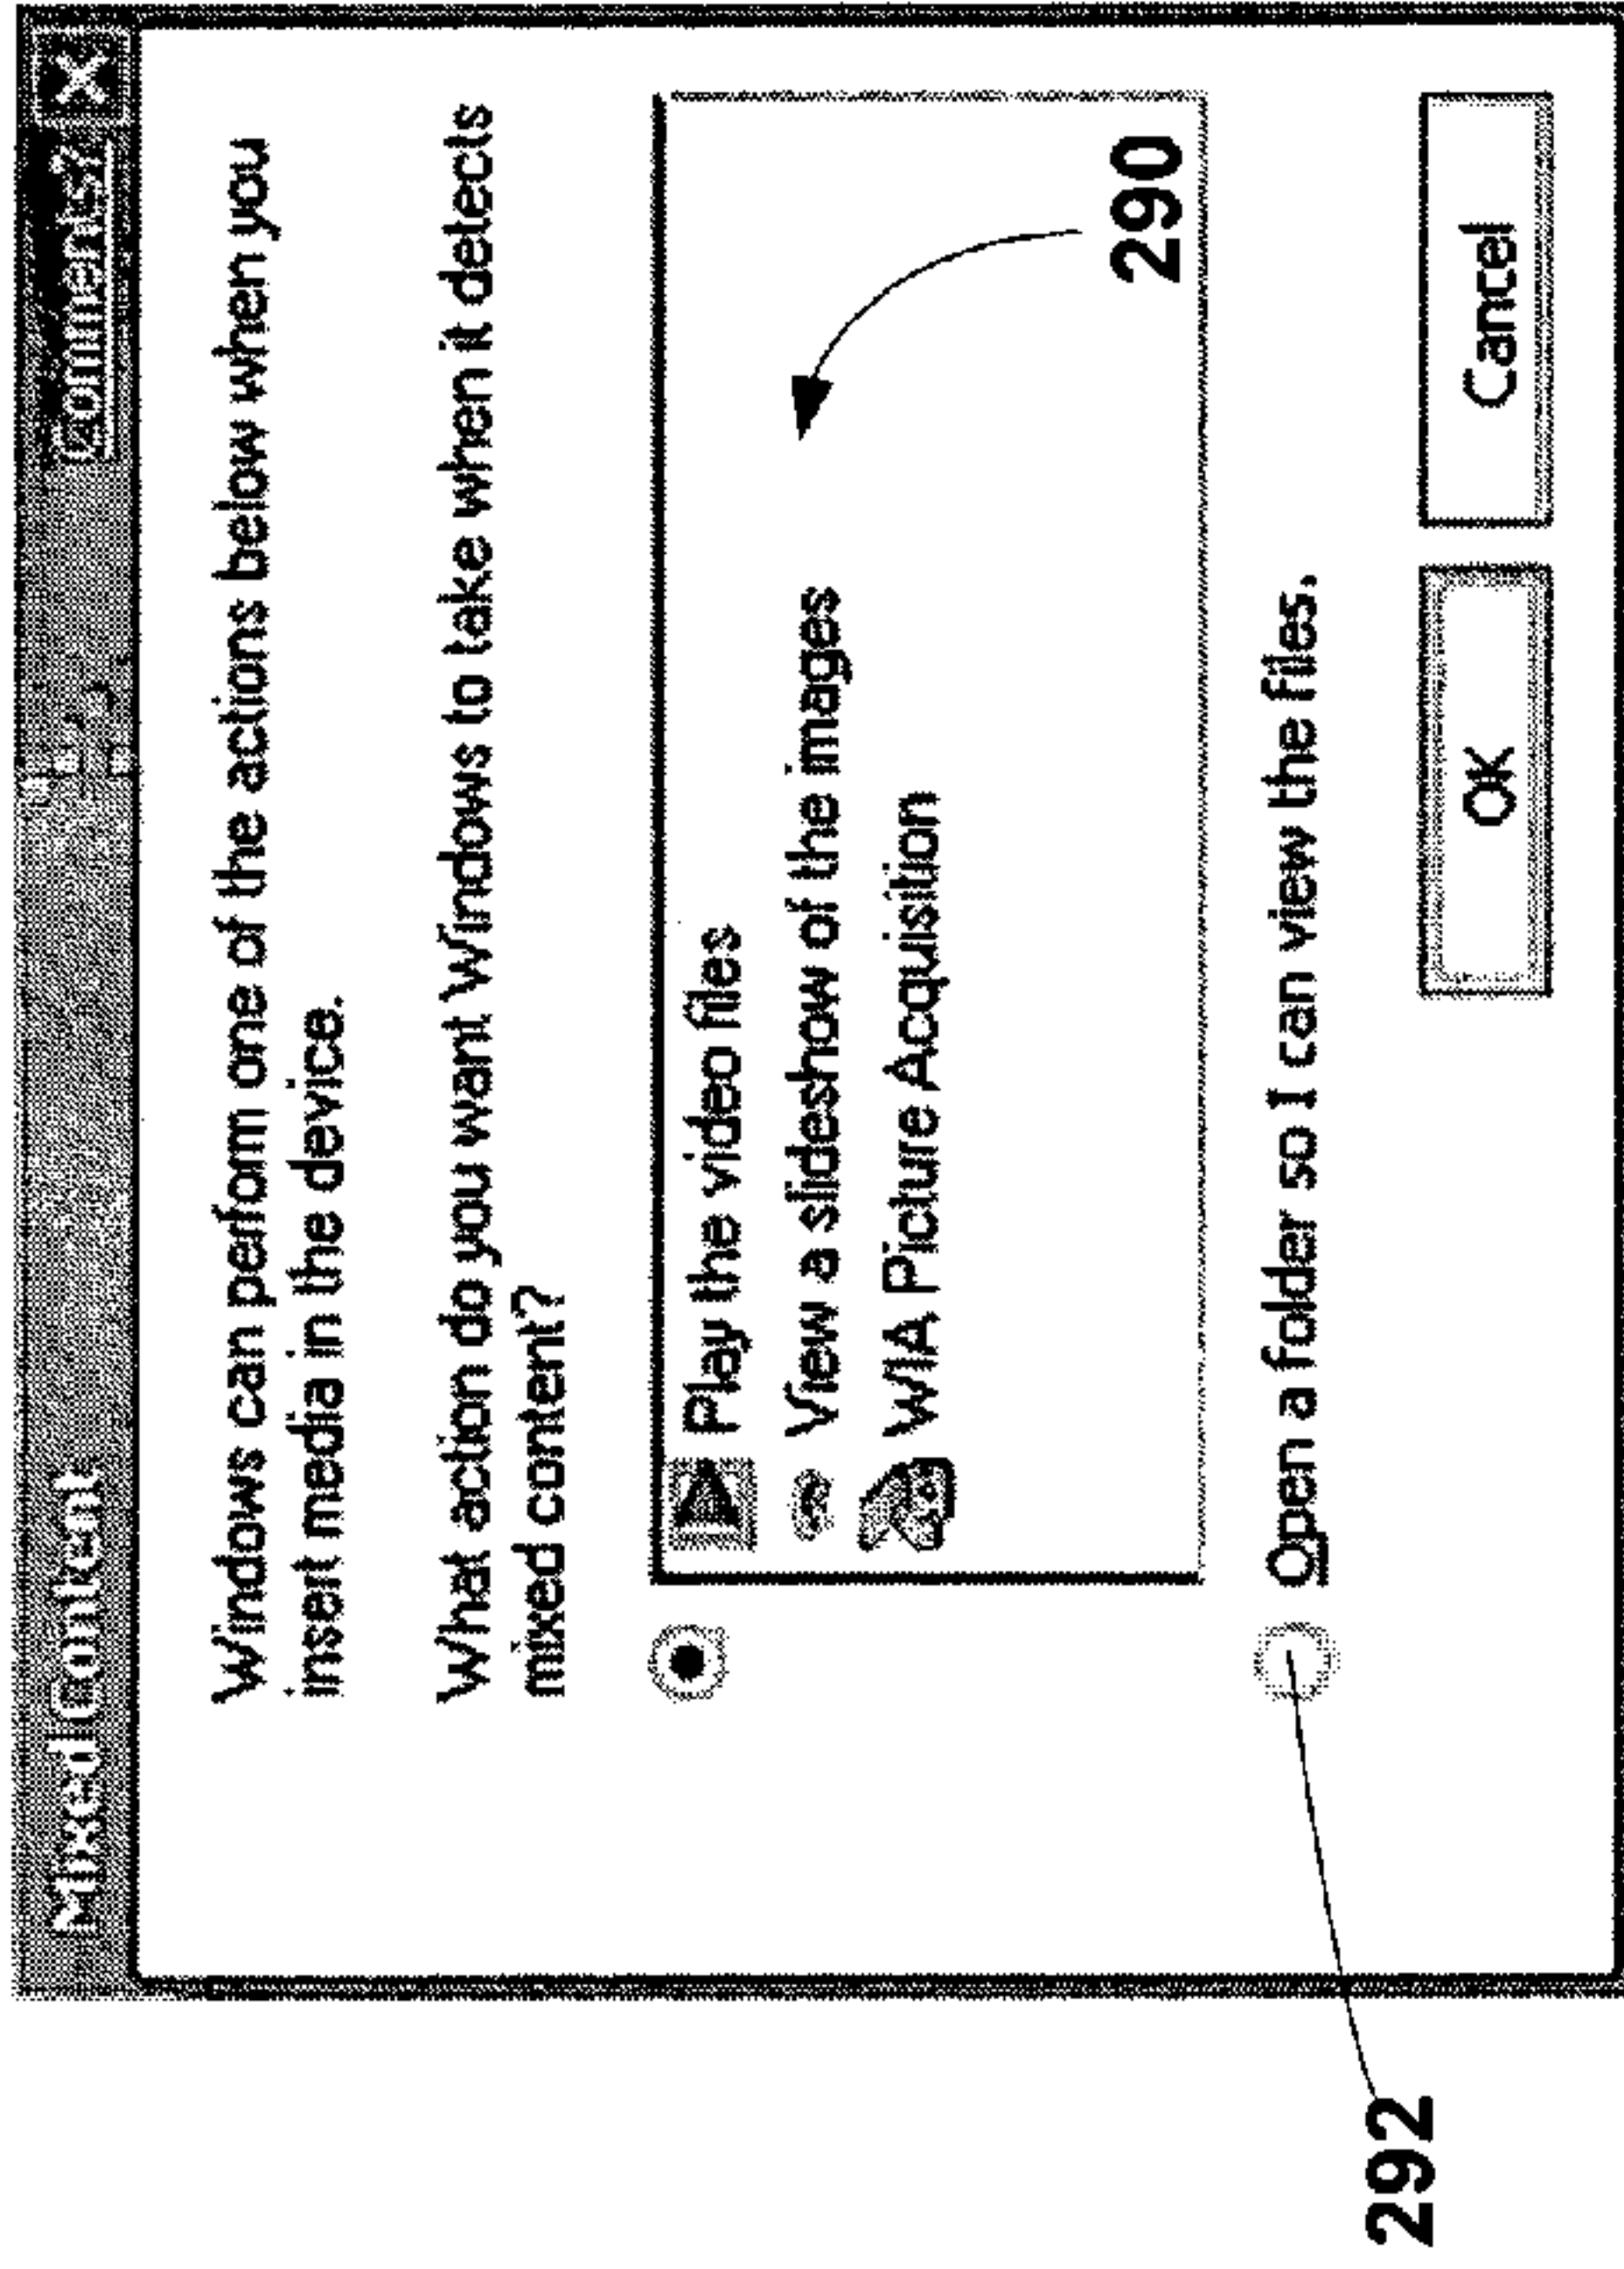 Mixed Content
Comments?
Windows can perfom one of the actions below when you
insert media in the device.
What action do you want Windows to take when it detects
mixed content?
Play the video files
View a slideshow of the images
WIA Picture Acquisition
290
Open a folder so I can view the files.
292
OK
Cancel